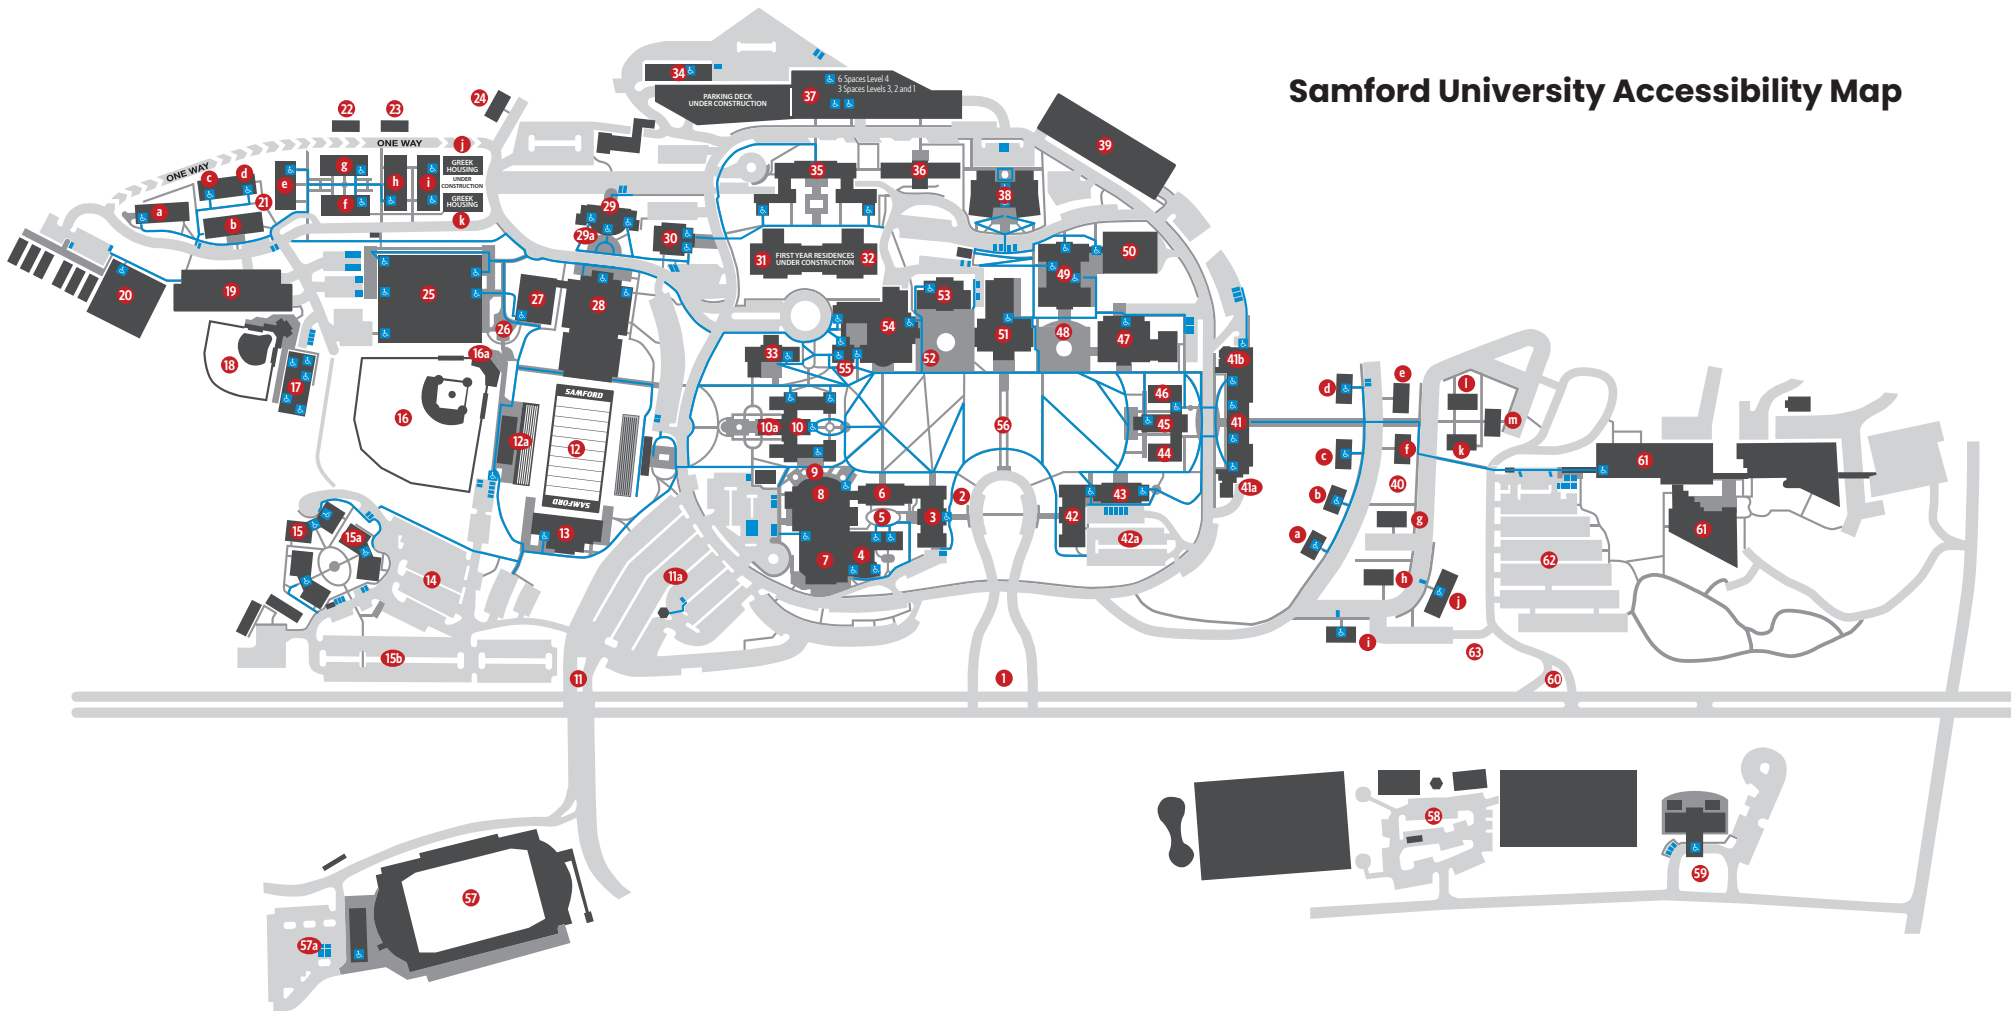 Samford University Accessibility Map
34
6 Spaces Level 4
3 Spaces Levels 3, 2 and 1
37
PARKING DECK
UNDER CONSTRUCTION
22
23
24
ONE WAY
j
39
ONE WAY
g
GREEK
HOUSING
UNDER
CONSTRUCTION
GREEK
HOUSING
c
d
e
h
i
f
k
21
a
b
35
36
38
29
29a
30
31
FIRST YEAR RESIDENCES
UNDER CONSTRUCTION
32
50
49
20
19
25
27
28
53
54
51
48
47
26
16a
33
55
52
41b
18
17
16
SAMFORD
12a
12
SAMFORD
13
10a
10
56
46
45
44
41
41a
d
e
l
m
c
f
k
40
b
a
g
h
j
i
9
8
6
2
5
3
4
7
43
42
42a
61
61
62
15
15a
14
11a
15b
11
1
63
60
57
57a
58
59